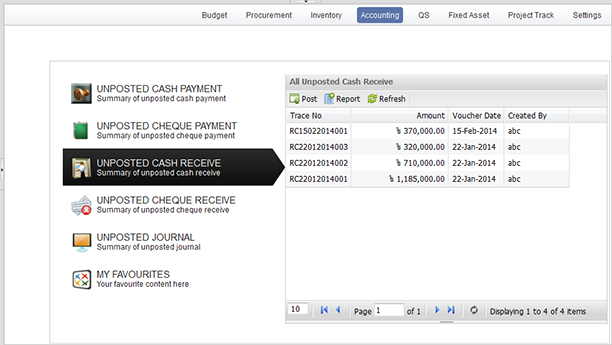 Budget Procurement Inventory Accounting QS Fixed Asset Project Track Settings
UNPOSTED CASH PAYMENT
Summary of unposted cash payment
UNPOSTED CHEQUE PAYMENT
Summary of unposted cheque payment
UNPOSTED CASH RECEIVE
Summary of unposted cash receive
UNPOSTED CHEQUE RECEIVE
Summary of unposted cheque receive
UNPOSTED JOURNAL
Summary of unposted journal
MY FAVOURITES
Your favourite content here
All Unposted Cash Receive
Post Report Refresh
Trace No Amount Voucher Date Created By
RC15022014001 ৳ 370,000.00 15-Feb-2014 abc
RC22012014003 ৳ 320,000.00 22-Jan-2014 abc
RC22012014002 ৳ 710,000.00 22-Jan-2014 abc
RC22012014001 ৳ 1,185,000.00 22-Jan-2014 abc
10 Page 1 of 1 Displaying 1 to 4 of 4 items